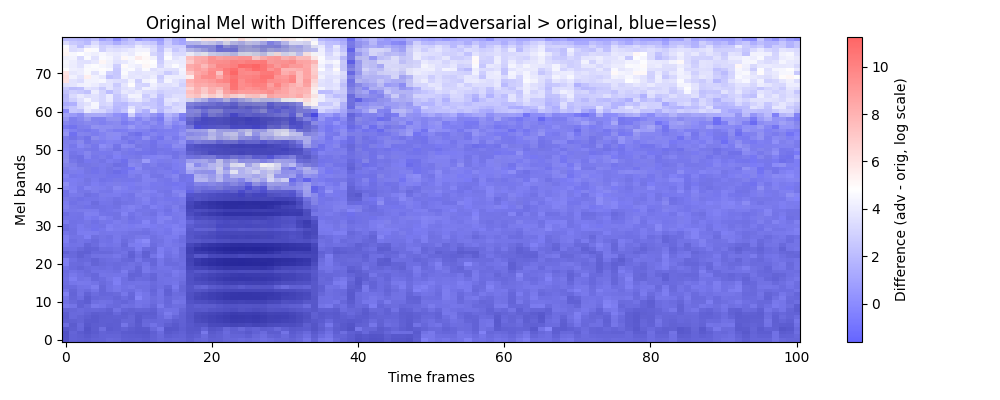 Original Mel with Differences (red=adversarial > original, blue=less)
Mel bands
70
60
50
40
30
20
10
0
0 20 40 60 80 100
Time frames
10
8
6
4
2
0
Difference (adv - orig, log scale)